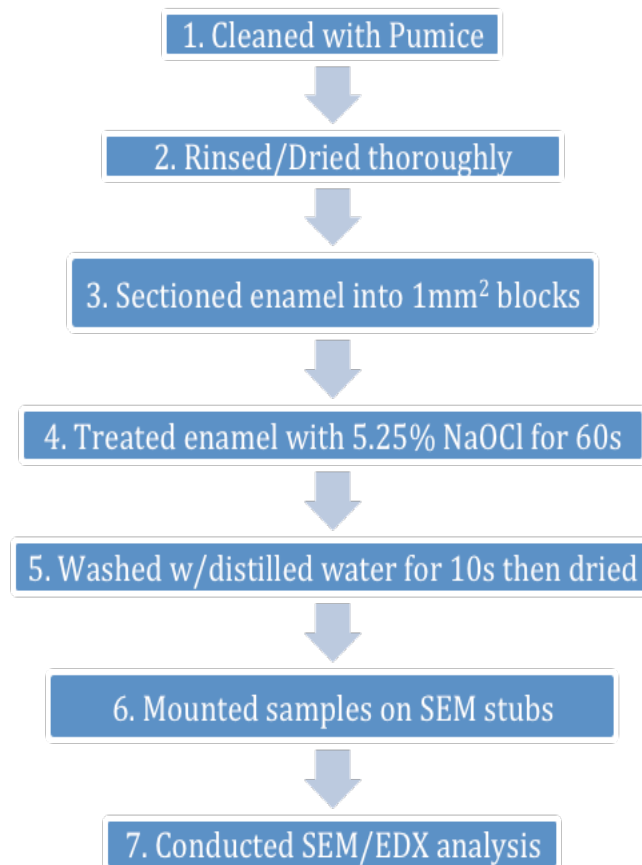 1. Cleaned with Pumice
2. Rinsed/Dried thoroughly
3. Sectioned enamel into 1mm² blocks
4. Treated enamel with 5.25% NaOCl for 60s
5. Washed w/distilled water for 10s then dried
6. Mounted samples on SEM stubs
7. Conducted SEM/EDX analysis